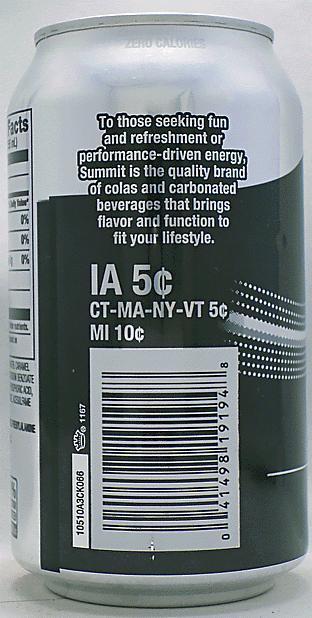 ZERO CALORIES
To those seeking fun
and refreshment or
performance-driven energy,
Summit is the quality brand
of colas and carbonated
beverages that brings
flavor and function to
fit your lifestyle.
IA 5¢
CT-MA-NY-VT 5¢
MI 10¢
Facts
0%
0%
0%
CARAMEL
BENZOATE
1167
10510A3CK066
0 41498 19194 8